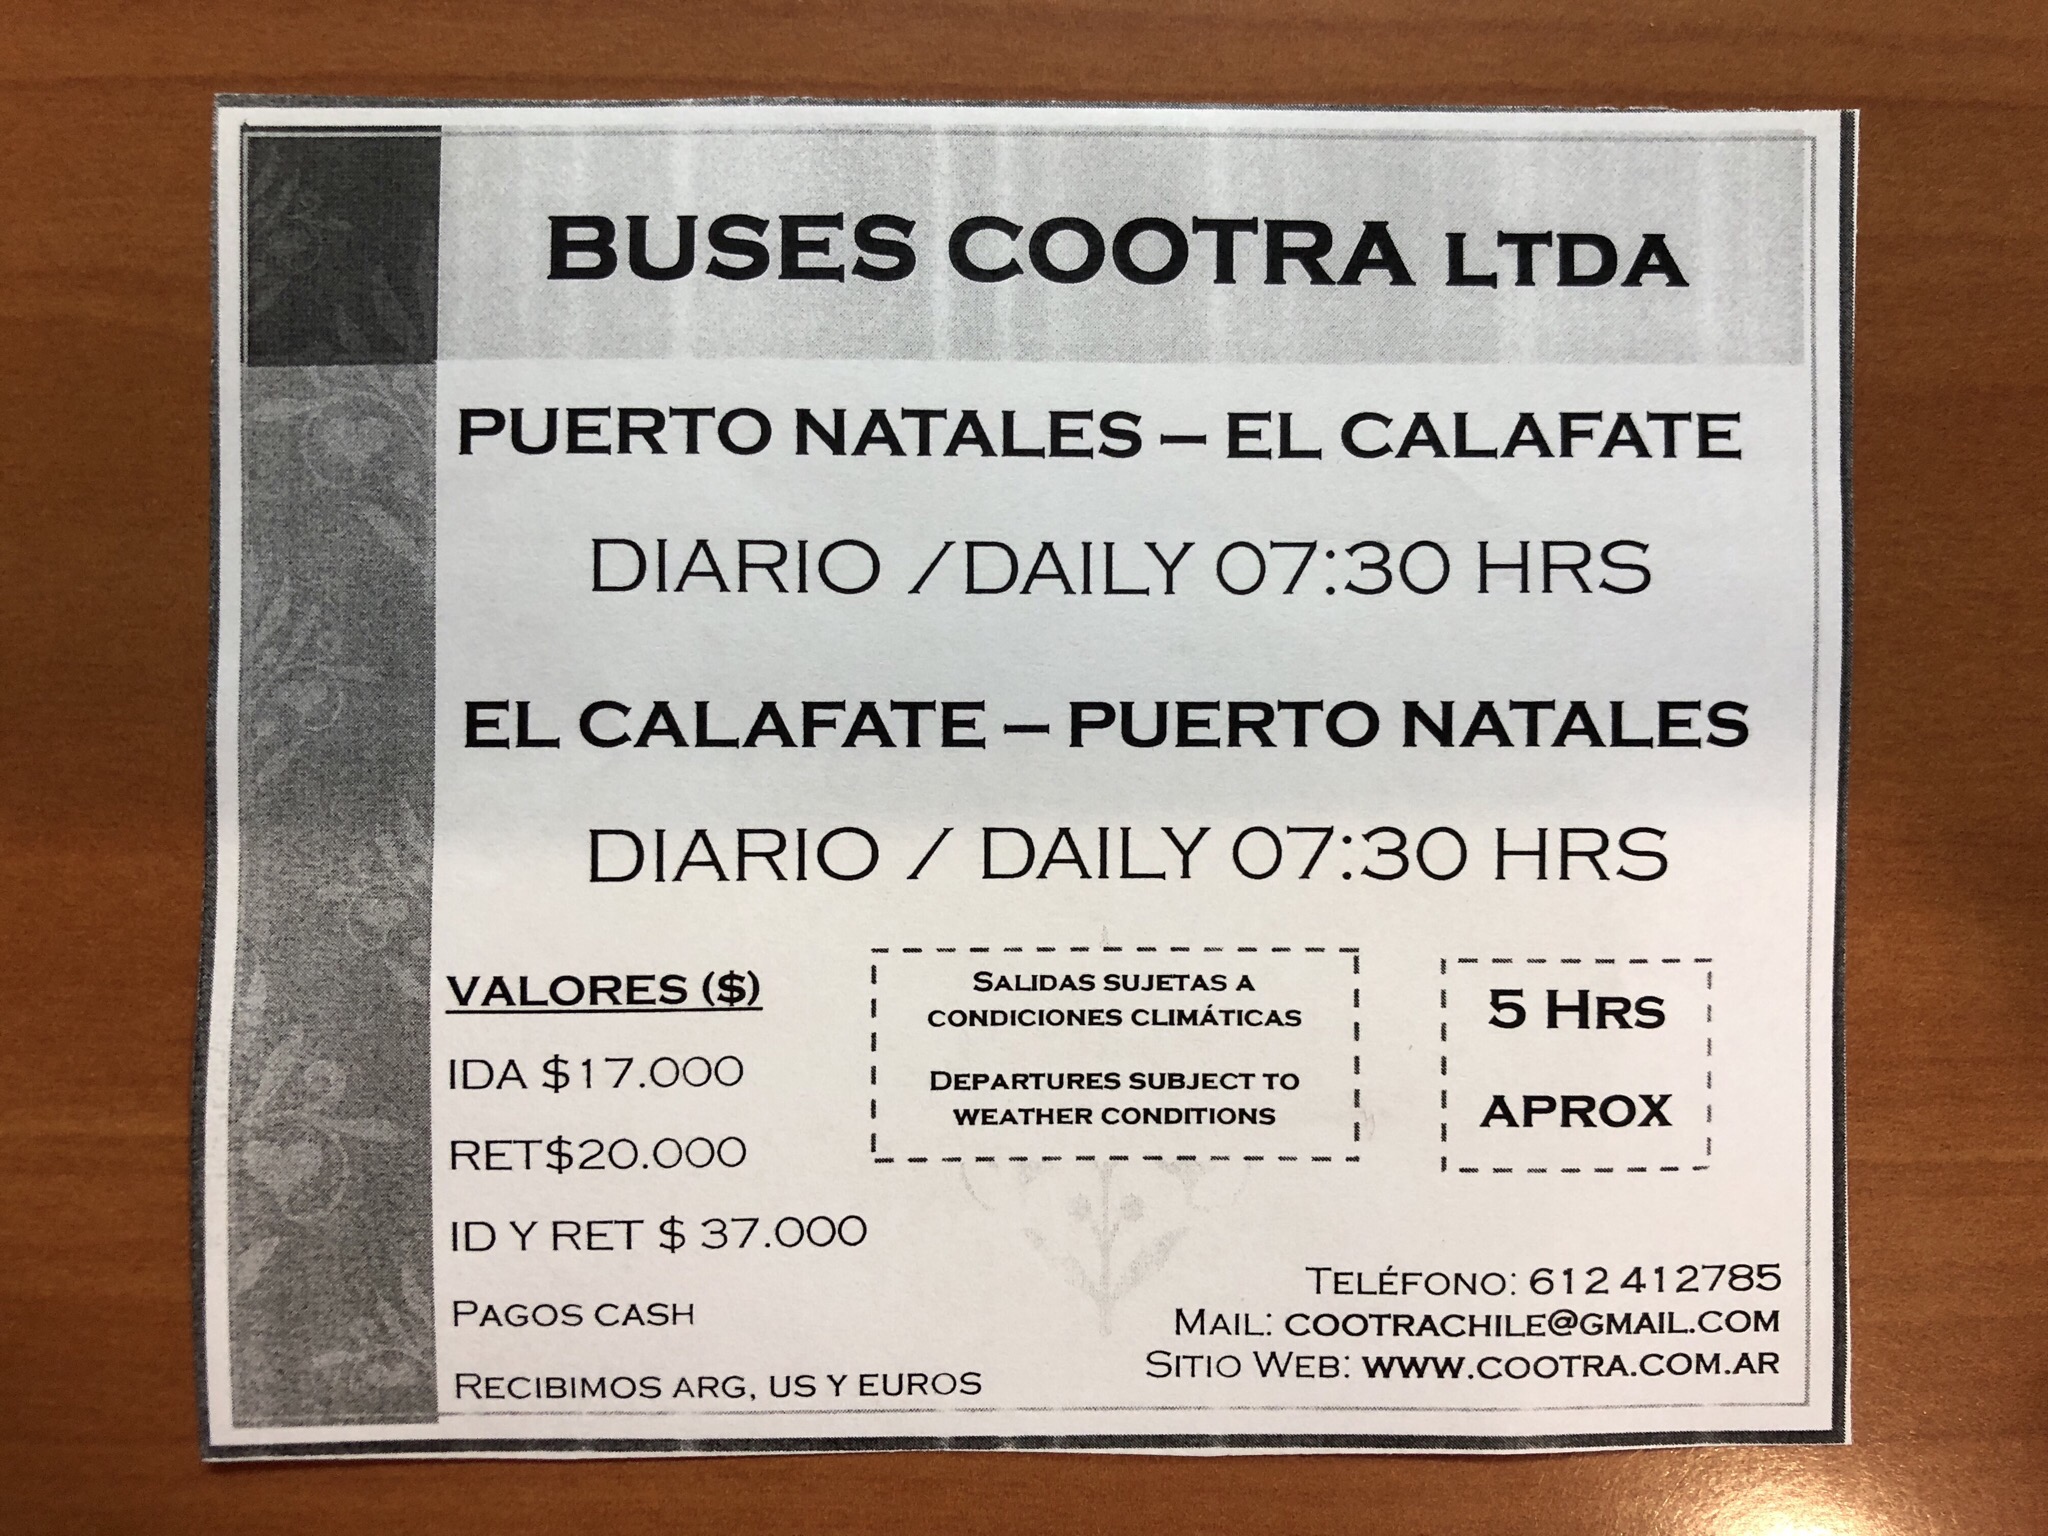 BUSES COOTRA LTDA
PUERTO NATALES – EL CALAFATE
DIARIO /DAILY 07:30 HRS
EL CALAFATE – PUERTO NATALES
DIARIO / DAILY 07:30 HRS
VALORES ($)
IDA $17.000
RET$20.000
ID Y RET $ 37.000
PAGOS CASH
RECIBIMOS ARG, US Y EUROS
SALIDAS SUJETAS A
CONDICIONES CLIMÁTICAS
DEPARTURES SUBJECT TO
WEATHER CONDITIONS
5 HRS
APROX
TELÉFONO: 612 412785
MAIL: COOTRACHILE@GMAIL.COM
SITIO WEB: WWW.COOTRA.COM.AR